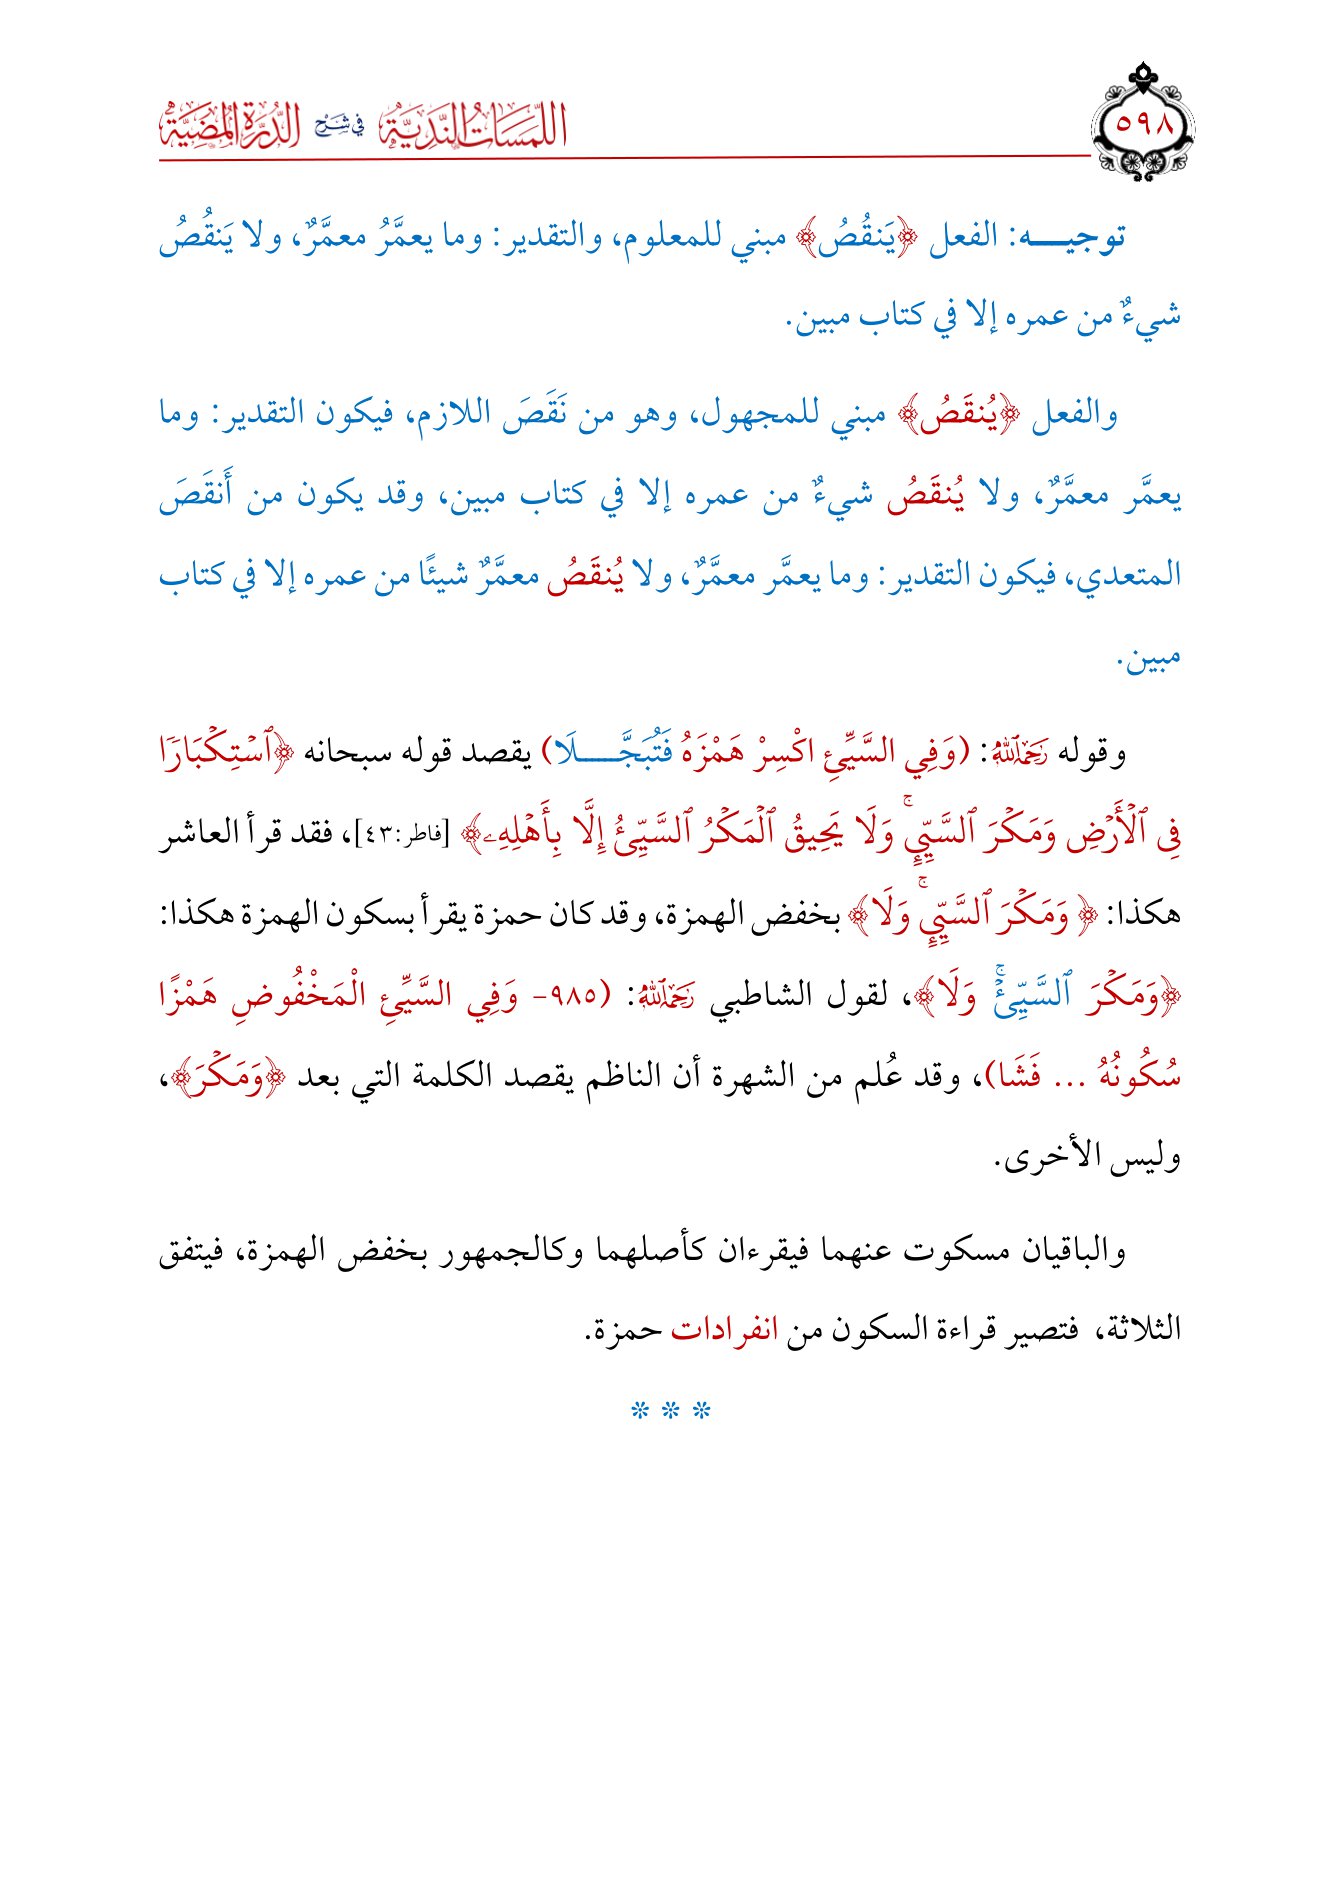 ٥٩٨
اللَّمَسَاتُ النَّدِيَّةُ فِي شَرْحِ الدُّرَّةِ الْمُضِيَّةِ
توجيـــه: الفعل ﴿يَنقُصُ﴾ مبني للمعلوم، والتقدير: وما يعمَّرُ معمَّرٌ، ولا يَنقُصُ
شيءٌ من عمره إلا في كتاب مبين.
والفعل ﴿يُنقَصُ﴾ مبني للمجهول، وهو من نَقَصَ اللازم، فيكون التقدير: وما
يعمَّر معمَّرٌ، ولا يُنقَصُ شيءٌ من عمره إلا في كتاب مبين، وقد يكون من أَنقَصَ
المتعدي، فيكون التقدير: وما يعمَّر معمَّرٌ، ولا يُنقَصُ معمَّرٌ شيئًا من عمره إلا في كتاب
مبين.
وقوله رَحِمَهُ ٱللَّهُ: (وَفِي السَّيِّئِ اكْسِرْ هَمْزَهُ فَتُبَجَّـــلَا) يقصد قوله سبحانه ﴿ٱسۡتِكۡبَارٗا
فِي ٱلۡأَرۡضِ وَمَكۡرَ ٱلسَّيِّيِٕۚ وَلَا يَحِيقُ ٱلۡمَكۡرُ ٱلسَّيِّئُ إِلَّا بِأَهۡلِهِۦ﴾ [فاطر:٤٣]، فقد قرأ العاشر
هكذا: ﴿ وَمَكۡرَ ٱلسَّيِّيِٕۚ وَلَا﴾ بخفض الهمزة، وقد كان حمزة يقرأ بسكون الهمزة هكذا:
﴿وَمَكۡرَ ٱلسَّيِّئۡۚ وَلَا﴾، لقول الشاطبي رَحِمَهُ ٱللَّهُ: (٩٨٥- وَفِي السَّيِّئِ الْمَخْفُوضِ هَمْزًا
سُكُونُهُ ... فَشَا)، وقد عُلم من الشهرة أن الناظم يقصد الكلمة التي بعد ﴿وَمَكۡرَ﴾،
وليس الأخرى.
والباقيان مسكوت عنهما فيقرءان كأصلهما وكالجمهور بخفض الهمزة، فيتفق
الثلاثة، فتصير قراءة السكون من انفرادات حمزة.
* * *